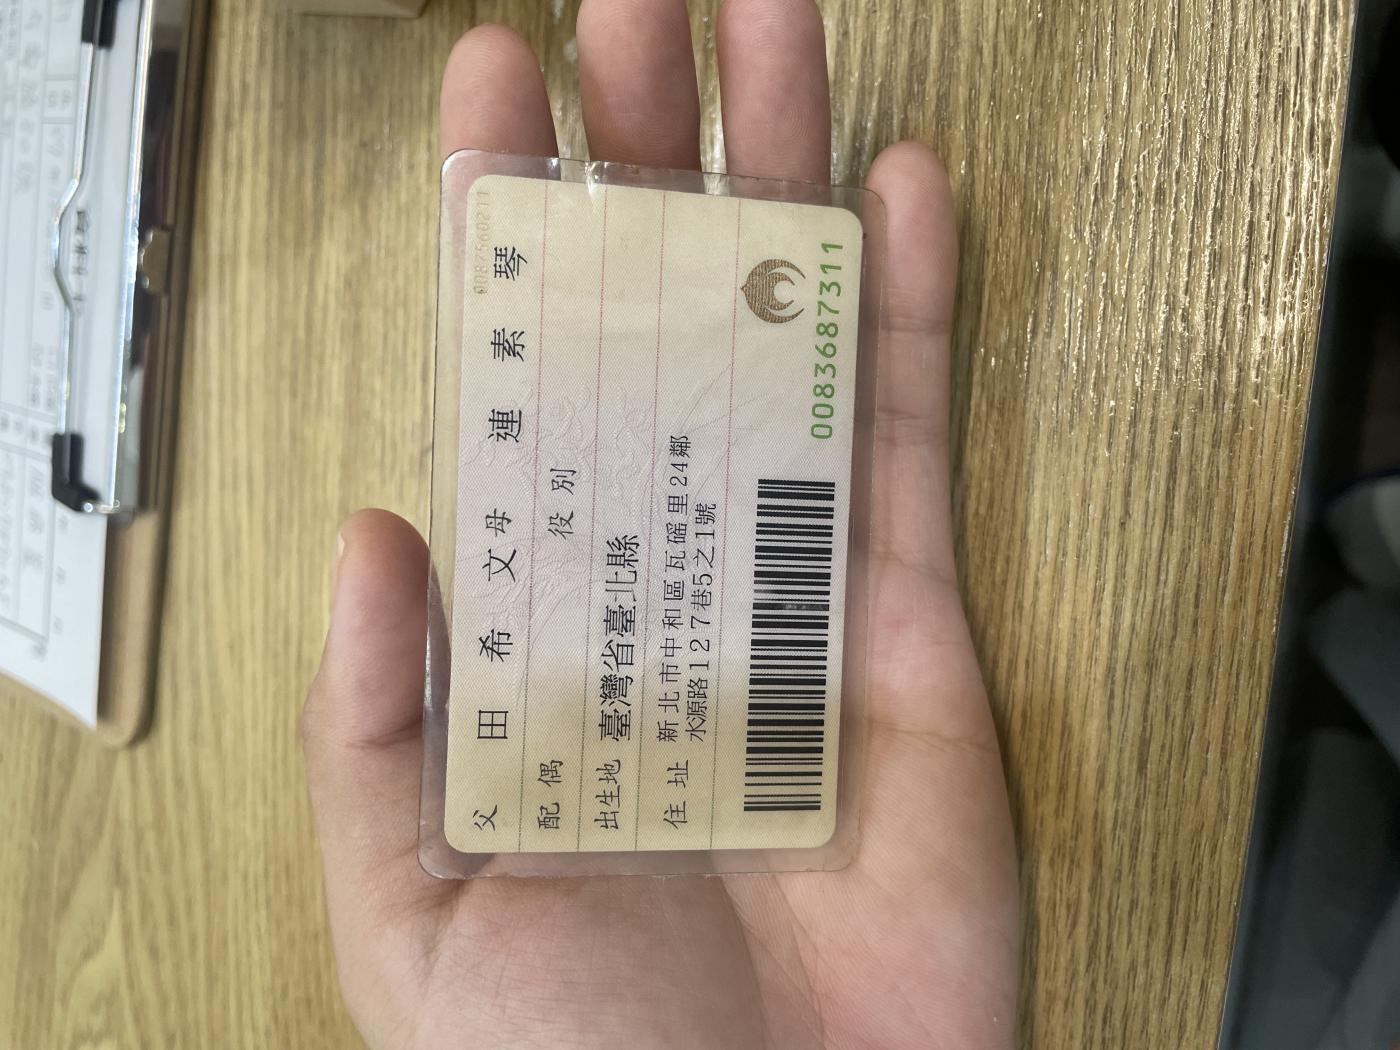 0087560211
父 田希文 母 連素琴
配偶 役別
出生地 臺灣省臺北縣
住址 新北市中和區瓦磘里24鄰
水源路127巷5之1號
0083687311